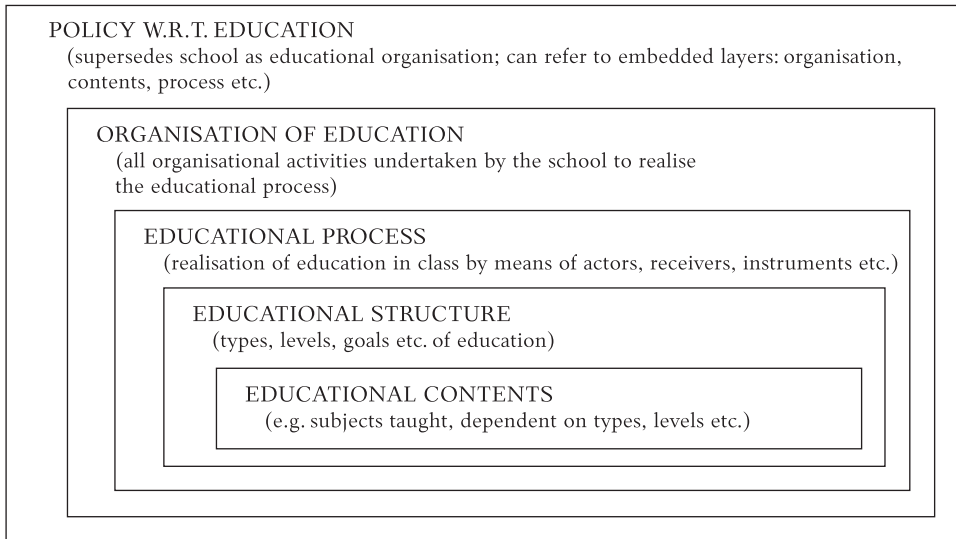 POLICY W.R.T. EDUCATION
(supersedes school as educational organisation; can refer to embedded layers: organisation,
contents, process etc.)
ORGANISATION OF EDUCATION
(all organisational activities undertaken by the school to realise
the educational process)
EDUCATIONAL PROCESS
(realisation of education in class by means of actors, receivers, instruments etc.)
EDUCATIONAL STRUCTURE
(types, levels, goals etc. of education)
EDUCATIONAL CONTENTS
(e.g. subjects taught, dependent on types, levels etc.)